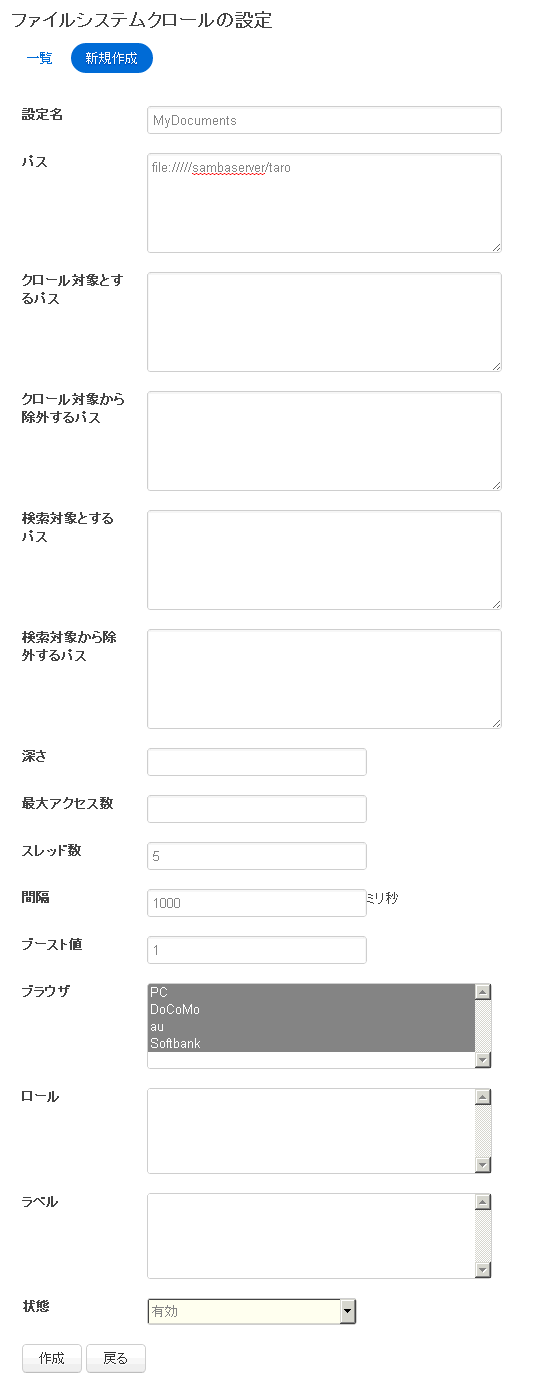 ファイルシステムクロールの設定
一覧 新規作成
設定名 MyDocuments
パス file://///sambaserver/taro
クロール対象とす
るパス
クロール対象から
除外するパス
検索対象とする
パス
検索対象から除
外するパス
深さ
最大アクセス数
スレッド数 5
間隔 1000 ミリ秒
ブースト値 1
ブラウザ PC
DoCoMo
au
Softbank
ロール
ラベル
状態 有効
作成 戻る